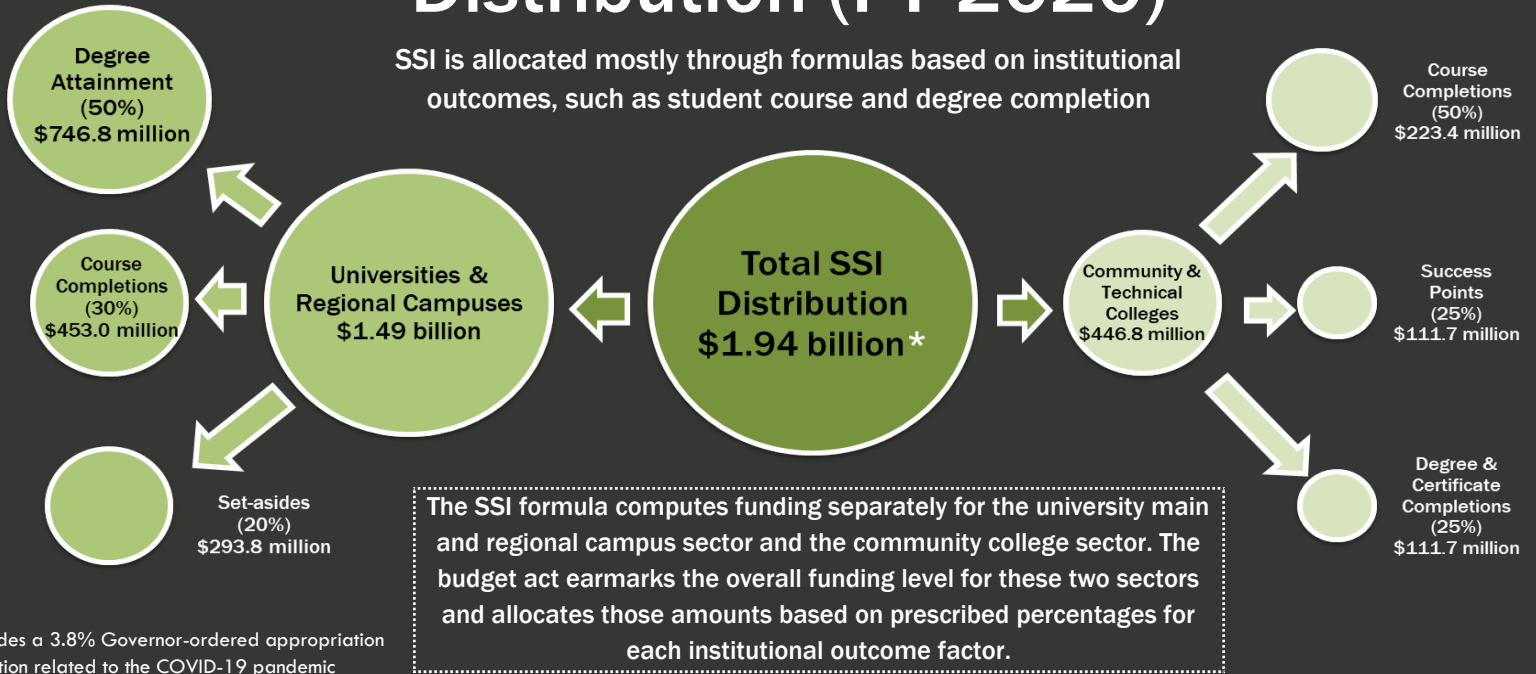 Distribution (FY 2020)
SSI is allocated mostly through formulas based on institutional
outcomes, such as student course and degree completion
Degree
Attainment
(50%)
$746.8 million
Course
Completions
(30%)
$453.0 million
Set-asides
(20%)
$293.8 million
Universities &
Regional Campuses
$1.49 billion
Total SSI
Distribution
$1.94 billion*
Community &
Technical
Colleges
$446.8 million
Course
Completions
(50%)
$223.4 million
Success
Points
(25%)
$111.7 million
Degree &
Certificate
Completions
(25%)
$111.7 million
The SSI formula computes funding separately for the university main
and regional campus sector and the community college sector. The
budget act earmarks the overall funding level for these two sectors
and allocates those amounts based on prescribed percentages for
each institutional outcome factor.
a 3.8% Governor-ordered appropriation
related to the COVID-19 pandemic